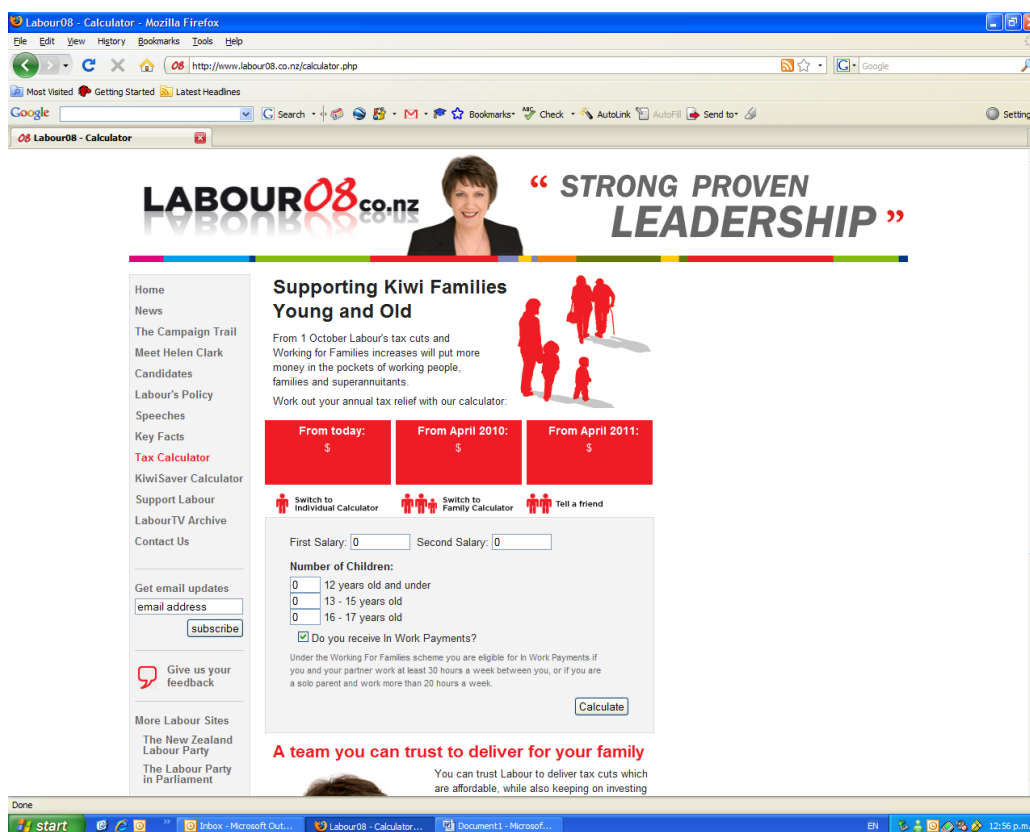 Labour08 - Calculator - Mozilla Firefox
File Edit View History Bookmarks Tools Help
08 http://www.labour08.co.nz/calculator.php G Google
Most Visited Getting Started Latest Headlines
Google G Search Bookmarks ABC Check AutoLink AutoFill Send to Setting
08 Labour08 - Calculator
LABOUR08.co.nz
“ STRONG PROVEN
LEADERSHIP ”
Home
News
The Campaign Trail
Meet Helen Clark
Candidates
Labour's Policy
Speeches
Key Facts
Tax Calculator
KiwiSaver Calculator
Support Labour
LabourTV Archive
Contact Us
Get email updates
email address
subscribe
Give us your
feedback
More Labour Sites
The New Zealand
Labour Party
The Labour Party
in Parliament
Supporting Kiwi Families
Young and Old
From 1 October Labour's tax cuts and
Working for Families increases will put more
money in the pockets of working people,
families and superannuitants.
Work out your annual tax relief with our calculator:
From today: From April 2010: From April 2011:
$ $ $
Switch to
Individual Calculator
Switch to
Family Calculator
Tell a friend
First Salary: 0 Second Salary: 0
Number of Children:
0 12 years old and under
0 13 - 15 years old
0 16 - 17 years old
Do you receive In Work Payments?
Under the Working For Families scheme you are eligible for In Work Payments if
you and your partner work at least 30 hours a week between you, or if you are
a solo parent and work more than 20 hours a week.
Calculate
A team you can trust to deliver for your family
You can trust Labour to deliver tax cuts which
are affordable, while also keeping on investing
Done
start Inbox - Microsoft Out... Labour08 - Calculator... Document1 - Microsof... EN 12:56 p.m.